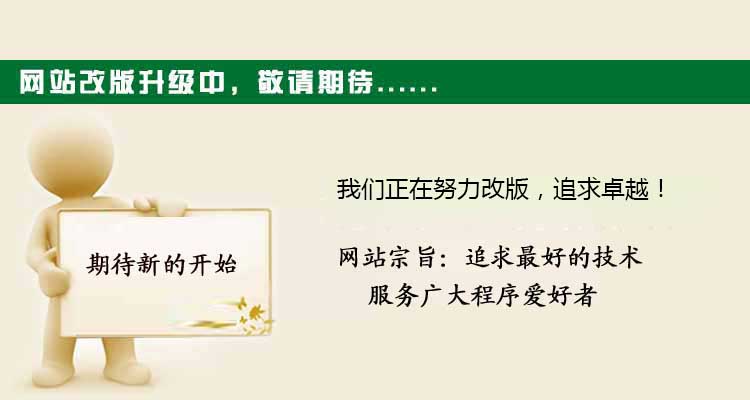 网站改版升级中，敬请期待......
我们正在努力改版，追求卓越！
期待新的开始
网站宗旨：追求最好的技术
服务广大程序爱好者